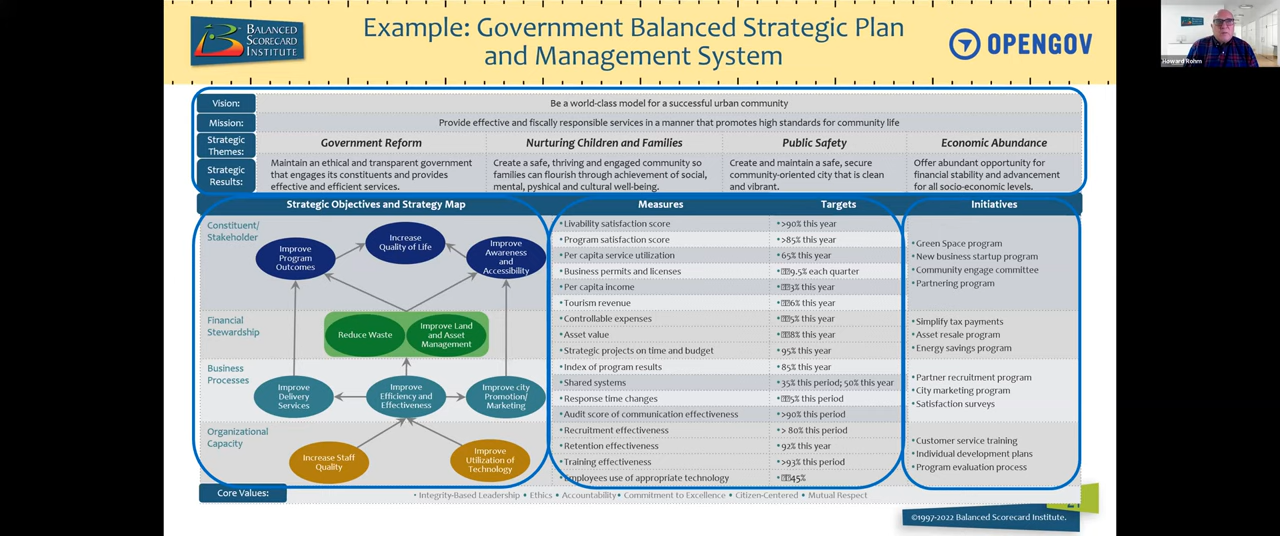 BALANCED
SCORECARD
INSTITUTE
Example: Government Balanced Strategic Plan
and Management System
OPENGOV
Howard Rohm
Vision:
Be a world-class model for a successful urban community
Mission:
Provide effective and fiscally responsible services in a manner that promotes high standards for community life
Strategic
Themes:
Government Reform
Nurturing Children and Families
Public Safety
Economic Abundance
Strategic
Results:
Maintain an ethical and transparent government
that engages its constituents and provides
effective and efficient services.
Create a safe, thriving and engaged community so
families can flourish through achievement of social,
mental, pyshical and cultural well-being.
Create and maintain a safe, secure
community-oriented city that is clean
and vibrant.
Offer abundant opportunity for
financial stability and advancement
for all socio-economic levels.
Strategic Objectives and Strategy Map
Measures
Targets
Initiatives
Constituent/
Stakeholder
Improve
Program
Outcomes
Increase
Quality of Life
Improve
Awareness
and
Accessibility
Financial
Stewardship
Reduce Waste
Improve Land
and Asset
Management
Business
Processes
Improve
Delivery
Services
Improve
Efficiency and
Effectiveness
Improve city
Promotion/
Marketing
Organizational
Capacity
Increase Staff
Quality
Improve
Utilization of
Technology
• Livability satisfaction score • >90% this year
• Program satisfaction score • >85% this year
• Per capita service utilization • 65% this year
• Business permits and licenses • 9.5% each quarter
• Per capita income • 3% this year
• Tourism revenue • 6% this year
• Controllable expenses • 5% this year
• Asset value • 8% this year
• Strategic projects on time and budget • 95% this year
• Index of program results • 85% this year
• Shared systems • 35% this period; 50% this year
• Response time changes • 5% this period
• Audit score of communication effectiveness • >90% this period
• Recruitment effectiveness • > 80% this period
• Retention effectiveness • 92% this year
• Training effectiveness • >93% this period
• Employees use of appropriate technology • 45%
• Green Space program
• New business startup program
• Community engage committee
• Partnering program
• Simplify tax payments
• Asset resale program
• Energy savings program
• Partner recruitment program
• City marketing program
• Satisfaction surveys
• Customer service training
• Individual development plans
• Program evaluation process
Core Values:
• Integrity-Based Leadership • Ethics • Accountability • Commitment to Excellence • Citizen-Centered • Mutual Respect
©1997-2022 Balanced Scorecard Institute.